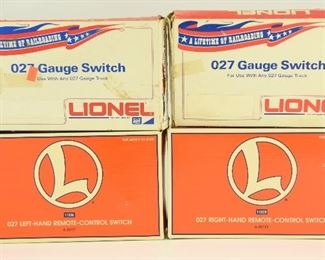 A LIFETIME OF RAILROADING
027 Gauge Switch
Use With Any 027 Gauge Track
LIONEL
LIONEL
A LIFETIME OF RAILROADING
027 Gauge Switch
For Use With Any 027 Gauge Track
LIONEL
L
027 LEFT-HAND REMOTE-CONTROL SWITCH
L
027 RIGHT-HAND REMOTE-CONTROL SWITCH